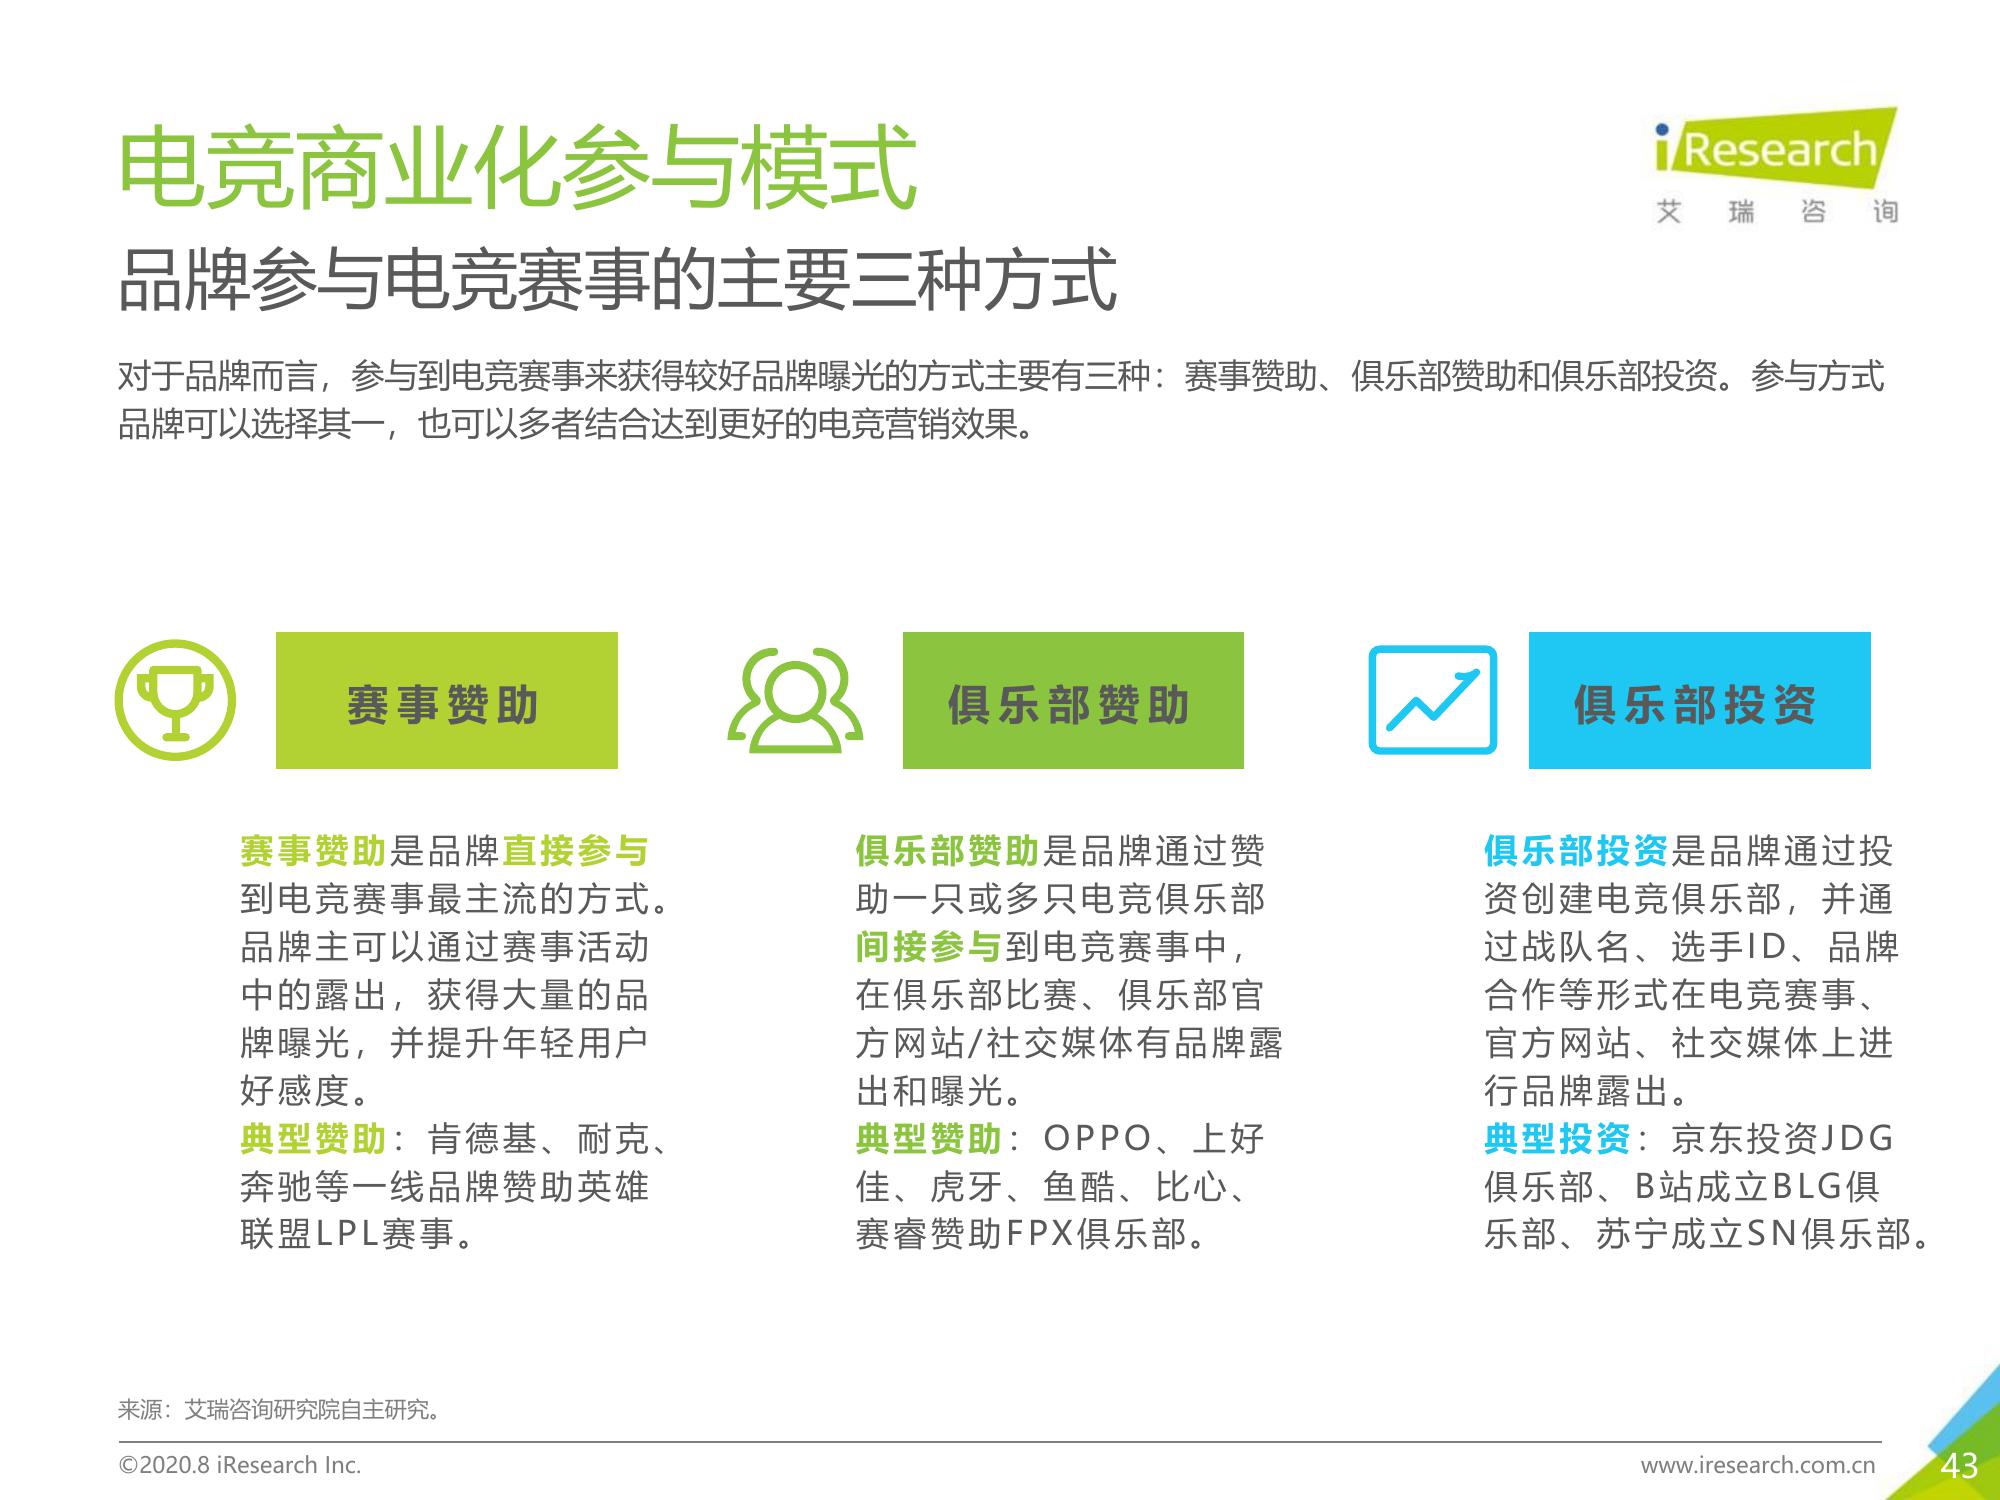 电竞商业化参与模式
iResearch
艾瑞咨询
品牌参与电竞赛事的主要三种方式
对于品牌而言，参与到电竞赛事来获得较好品牌曝光的方式主要有三种：赛事赞助、俱乐部赞助和俱乐部投资。参与方式
品牌可以选择其一，也可以多者结合达到更好的电竞营销效果。
赛事赞助
赛事赞助是品牌直接参与
到电竞赛事最主流的方式。
品牌主可以通过赛事活动
中的露出，获得大量的品
牌曝光，并提升年轻用户
好感度。
典型赞助：肯德基、耐克、
奔驰等一线品牌赞助英雄
联盟LPL赛事。
俱乐部赞助
俱乐部赞助是品牌通过赞
助一只或多只电竞俱乐部
间接参与到电竞赛事中，
在俱乐部比赛、俱乐部官
方网站/社交媒体有品牌露
出和曝光。
典型赞助：OPPO、上好
佳、虎牙、鱼酷、比心、
赛睿赞助FPX俱乐部。
俱乐部投资
俱乐部投资是品牌通过投
资创建电竞俱乐部，并通
过战队名、选手ID、品牌
合作等形式在电竞赛事、
官方网站、社交媒体上进
行品牌露出。
典型投资：京东投资JDG
俱乐部、B站成立BLG俱
乐部、苏宁成立SN俱乐部。
来源：艾瑞咨询研究院自主研究。
©2020.8 iResearch Inc.
www.iresearch.com.cn
43